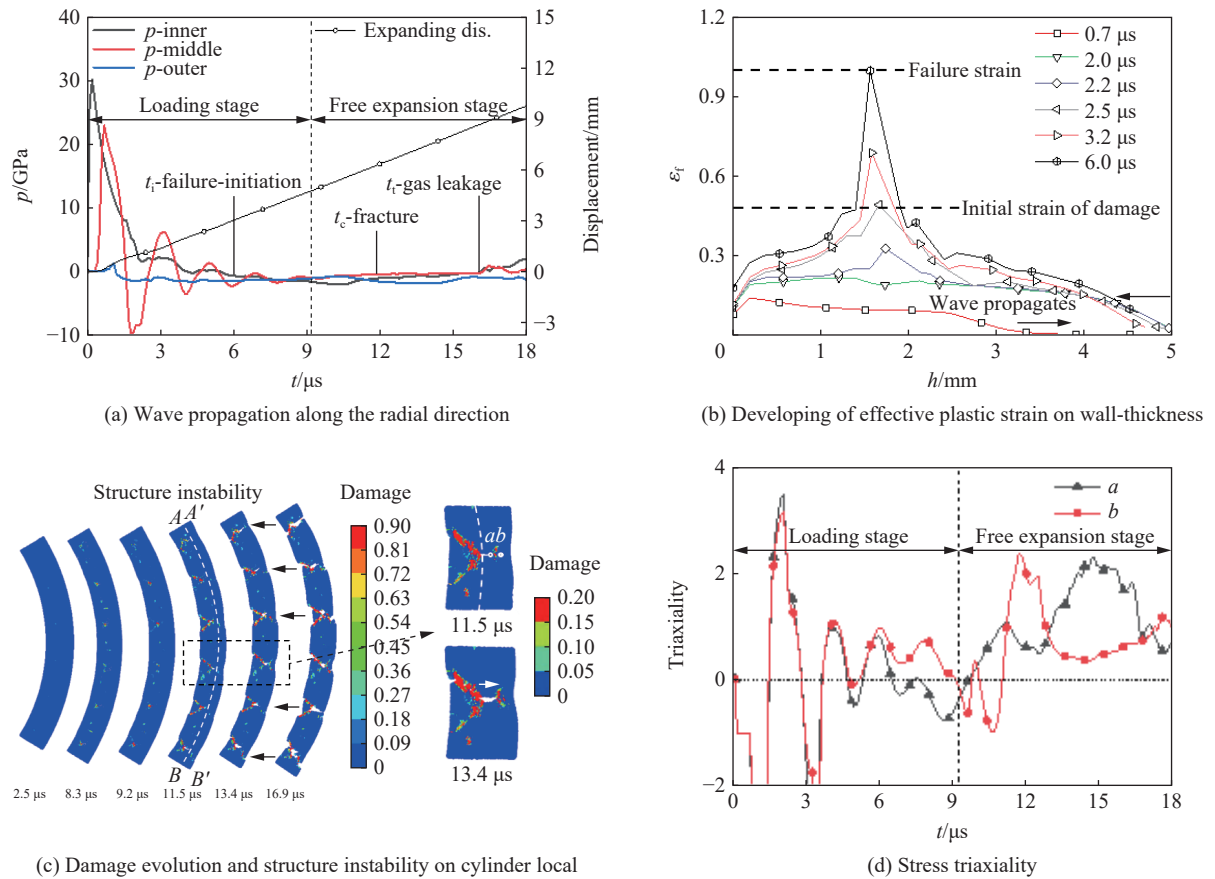 40
30
20
10
0
−10
p/GPa
p-inner
p-middle
p-outer
Expanding dis.
Loading stage
Free expansion stage
tᵢ-failure-initiation
tₜ-gas leakage
t꜀-fracture
15
12
9
6
3
0
−3
Displacement/mm
0 3 6 9 12 15 18
t/μs
(a) Wave propagation along the radial direction
1.2
0.9
0.6
0.3
0
εf
Failure strain
Initial strain of damage
Wave propagates
0.7 μs
2.0 μs
2.2 μs
2.5 μs
3.2 μs
6.0 μs
0 1 2 3 4 5
h/mm
(b) Developing of effective plastic strain on wall-thickness
Structure instability
A A′
B B′
2.5 μs 8.3 μs 9.2 μs 11.5 μs 13.4 μs 16.9 μs
Damage
0.90
0.81
0.72
0.63
0.54
0.45
0.36
0.27
0.18
0.09
0
ab
11.5 μs
13.4 μs
Damage
0.20
0.15
0.10
0.05
0
(c) Damage evolution and structure instability on cylinder local
4
2
0
−2
Triaxiality
a
b
Loading stage
Free expansion stage
0 3 6 9 12 15 18
t/μs
(d) Stress triaxiality